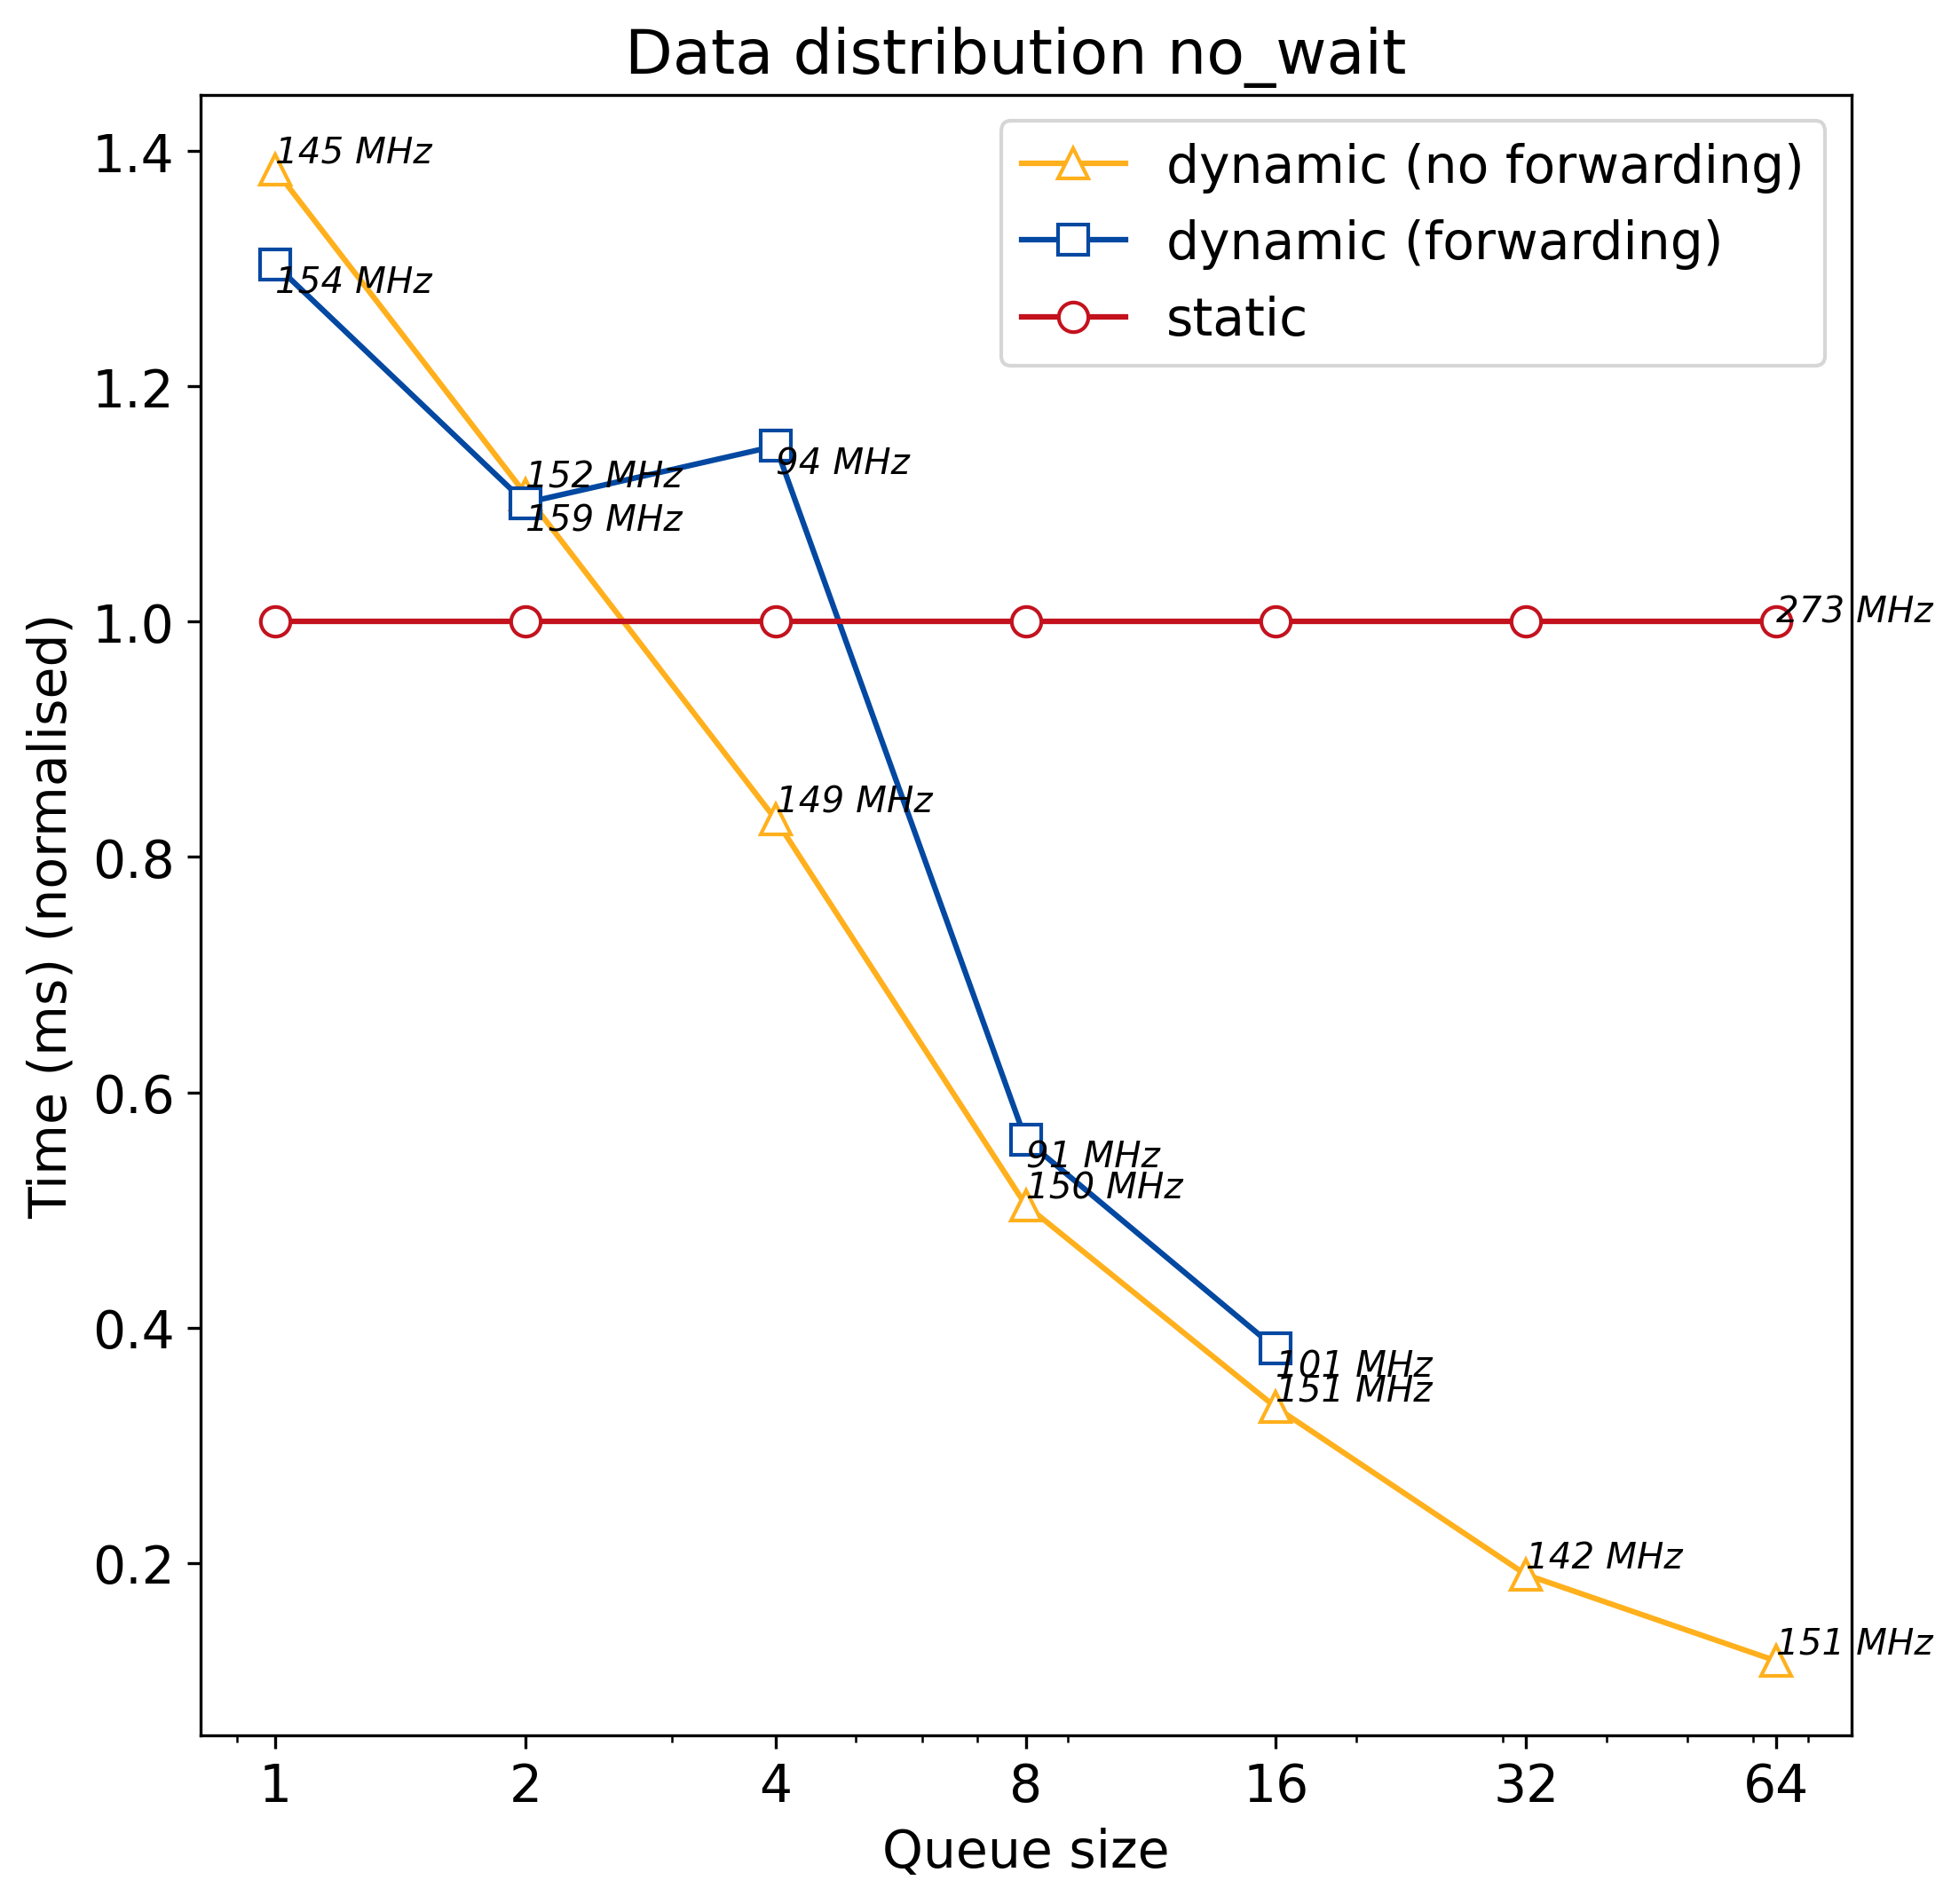 Data distribution no_wait
dynamic (no forwarding)
dynamic (forwarding)
static
Time (ms) (normalised)
1.4
1.2
1.0
0.8
0.6
0.4
0.2
145 MHz
154 MHz
152 MHz
159 MHz
94 MHz
273 MHz
149 MHz
91 MHz
150 MHz
101 MHz
151 MHz
142 MHz
151 MHz
1 2 4 8 16 32 64
Queue size